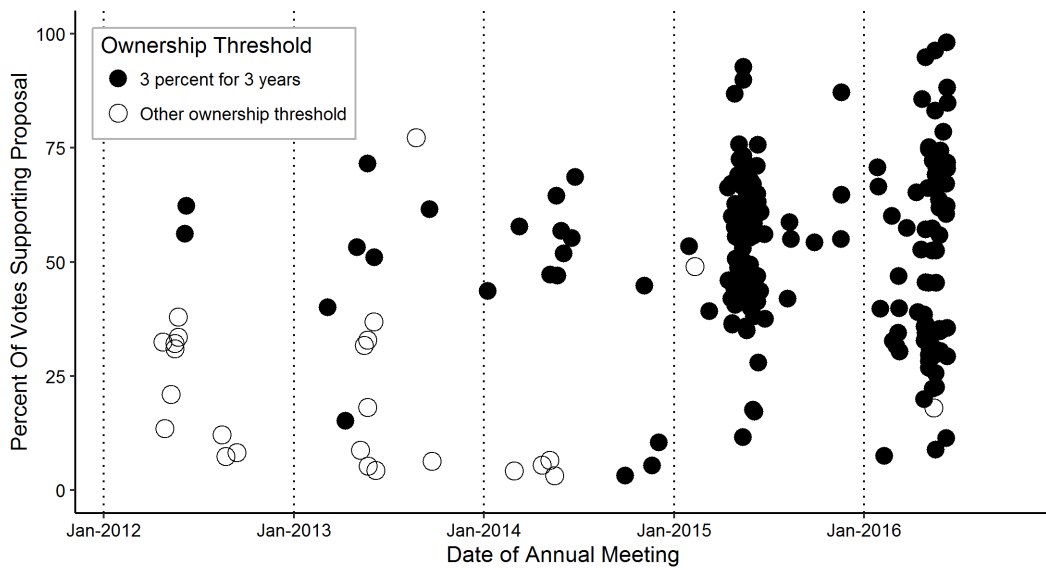 Ownership Threshold
3 percent for 3 years
Other ownership threshold
Percent Of Votes Supporting Proposal
100
75
50
25
0
Jan-2012 Jan-2013 Jan-2014 Jan-2015 Jan-2016
Date of Annual Meeting